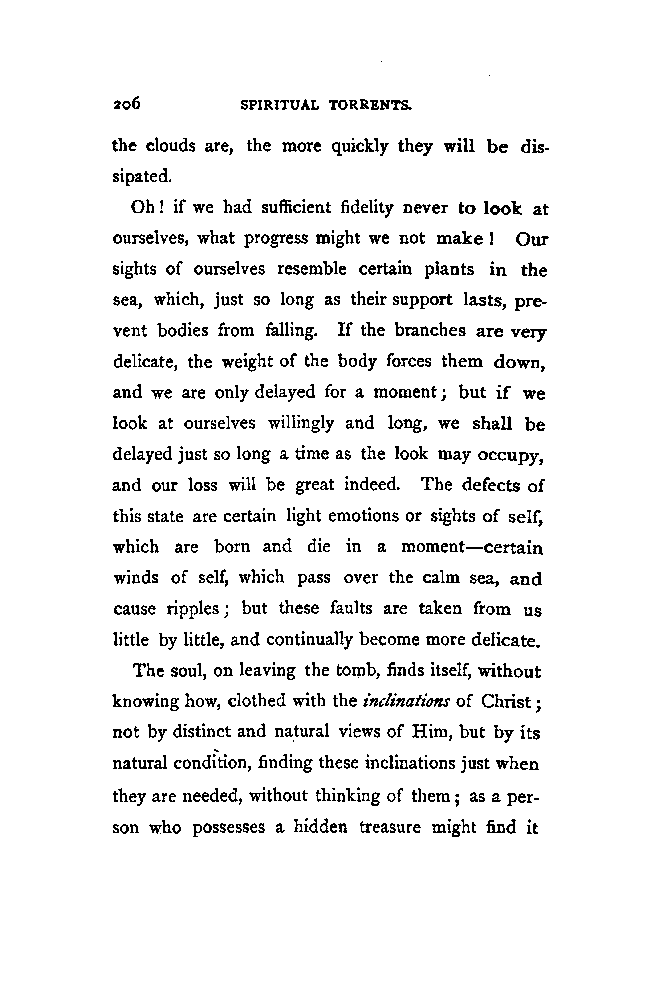 206 SPIRITUAL TORRENTS.
the clouds are, the more quickly they will be dis-
sipated.
Oh! if we had sufficient fidelity never to look at
ourselves, what progress might we not make! Our
sights of ourselves resemble certain plants in the
sea, which, just so long as their support lasts, pre-
vent bodies from falling. If the branches are very
delicate, the weight of the body forces them down,
and we are only delayed for a moment; but if we
look at ourselves willingly and long, we shall be
delayed just so long a time as the look may occupy,
and our loss will be great indeed. The defects of
this state are certain light emotions or sights of self,
which are born and die in a moment—certain
winds of self, which pass over the calm sea, and
cause ripples; but these faults are taken from us
little by little, and continually become more delicate.
The soul, on leaving the tomb, finds itself, without
knowing how, clothed with the inclinations of Christ;
not by distinct and natural views of Him, but by its
natural condition, finding these inclinations just when
they are needed, without thinking of them; as a per-
son who possesses a hidden treasure might find it